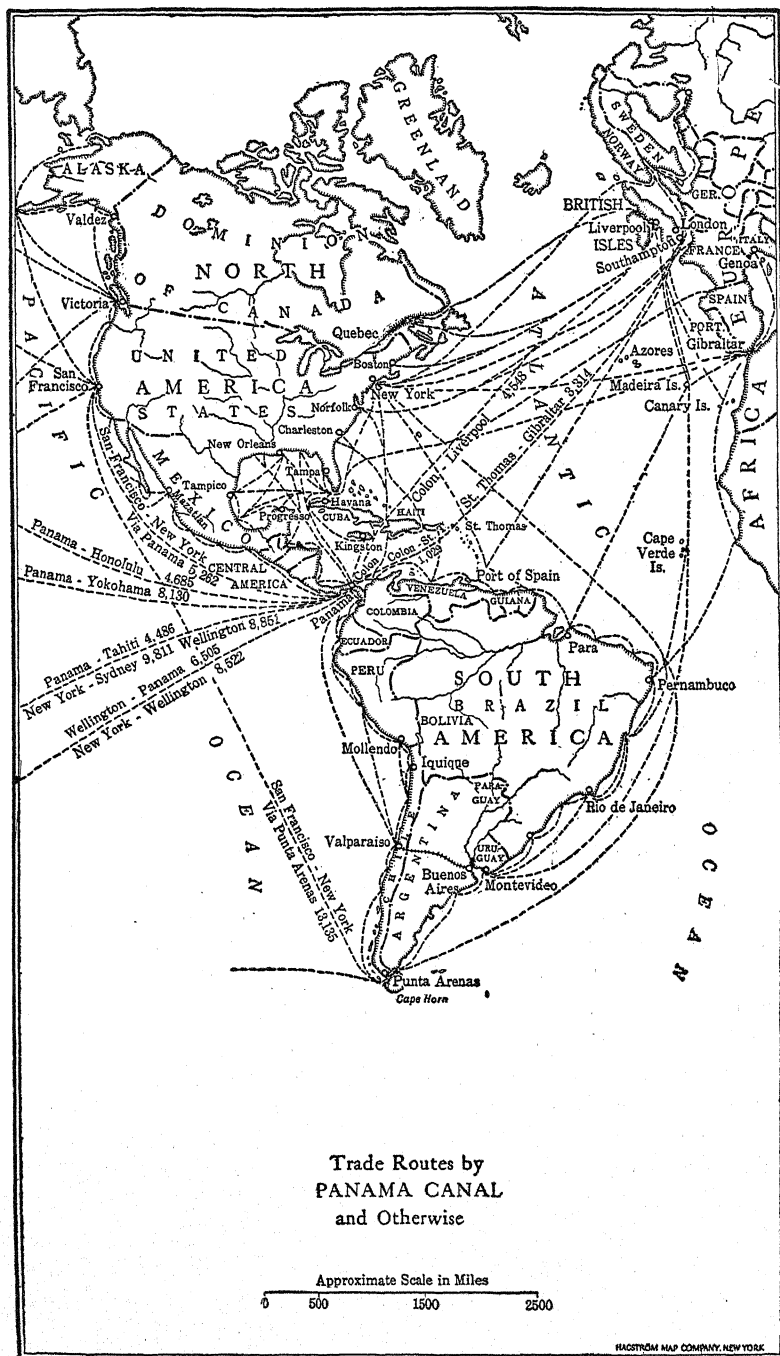 GREENLAND
ALASKA
Valdez
DOMINION
OF
CANADA
NORTH
AMERICA
SWEDEN
NORWAY
GER.
EUROPE
BRITISH
ISLES
Liverpool
London
Southampton
FRANCE
ITALY
Genoa
SPAIN
PORT.
Gibraltar
Victoria
Quebec
PACIFIC
OCEAN
ATLANTIC
OCEAN
UNITED
STATES
Boston
San
Francisco
New York
Norfolk
Azores
Madeira Is.
Canary Is.
AFRICA
Charleston
New Orleans
Tampa
MEXICO
Tampico
Mazatlan
Havana
Progresso
CUBA
HAITI
Kingston
St. Thomas
Colon - Liverpool 4,548
St. Thomas - Gibraltar 3,314
San Francisco - New York
Via Panama 5,262
Cape
Verde
Is.
Panama - Honolulu 4,685
Panama - Yokohama 8,130
CENTRAL
AMERICA
Colon
Colon - St.
1,029
Panama
Port of Spain
VENEZUELA
GUIANA
COLOMBIA
Panama - Tahiti 4,486
New York - Sydney 9,811 Wellington 8,851
Wellington - Panama 6,505
New York - Wellington 8,522
ECUADOR
Para
PERU
SOUTH
BRAZIL
AMERICA
Pernambuco
BOLIVIA
Mollendo
Iquique
PARA-
GUAY
Rio de Janeiro
San Francisco - New York
Via Punta Arenas 13,135
Valparaiso
CHILE
ARGENTINA
URU-
GUAY
Buenos
Aires
Montevideo
Punta Arenas
Cape Horn
Trade Routes by
PANAMA CANAL
and Otherwise
Approximate Scale in Miles
0 500 1500 2500
HAGSTROM MAP COMPANY, NEW YORK